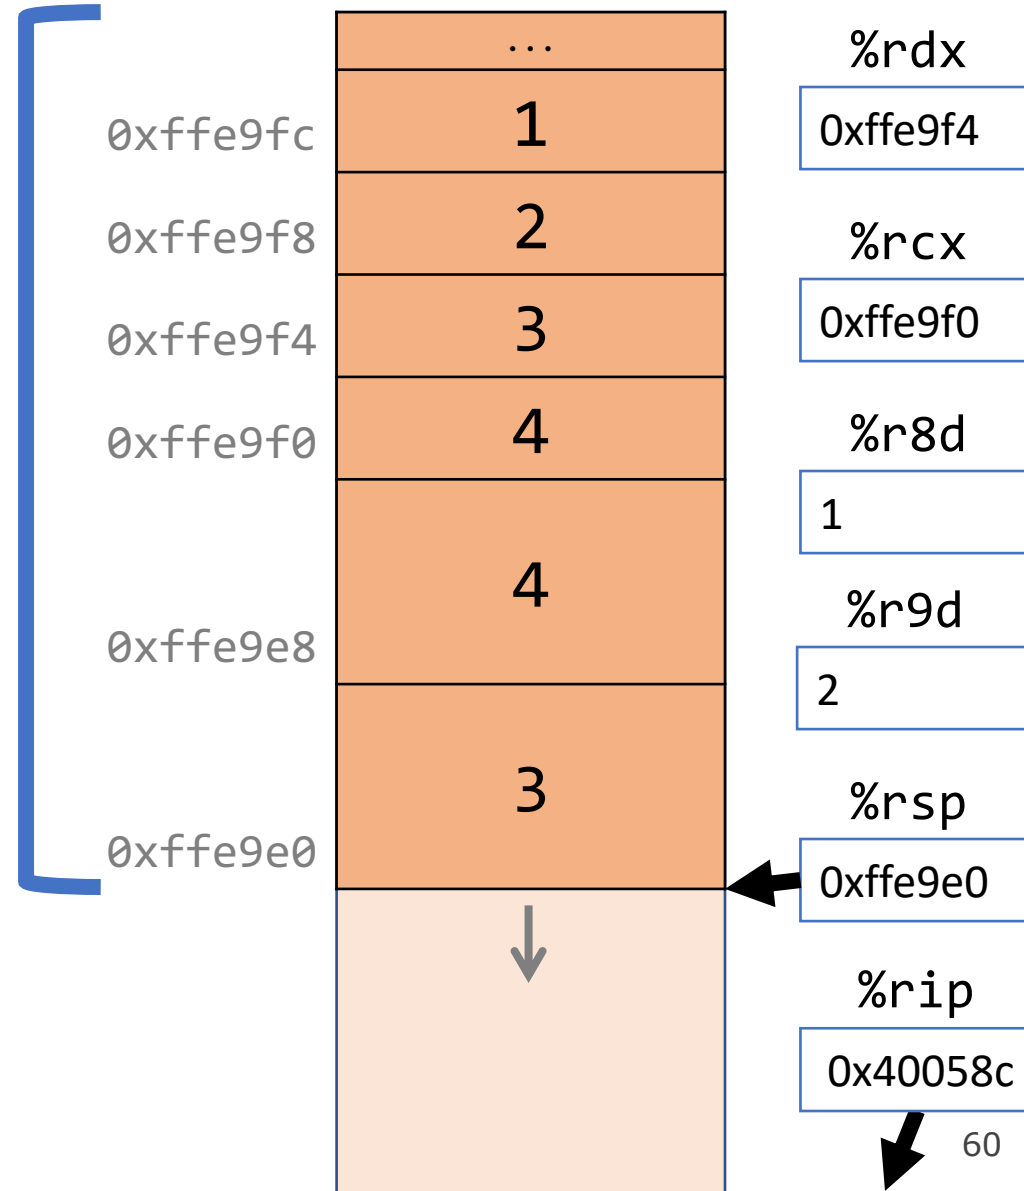 ...
%rdx
0xffe9fc
1
0xffe9f4
0xffe9f8
2
%rcx
0xffe9f4
3
0xffe9f0
0xffe9f0
4
%r8d
1
4
%r9d
0xffe9e8
2
3
%rsp
0xffe9e0
0xffe9e0
%rip
0x40058c
60